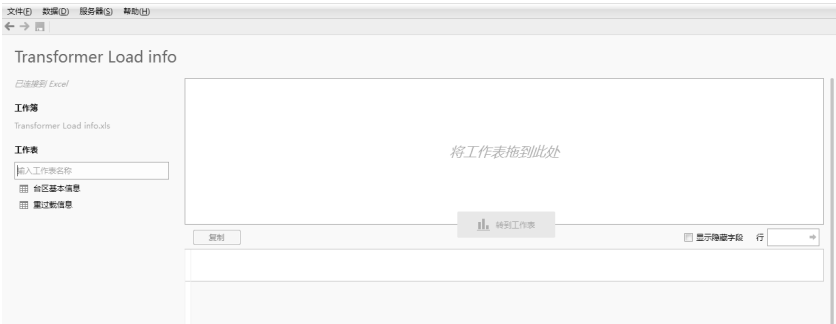 文件(F) 数据(D) 服务器(S) 帮助(H)
Transformer Load info
已连接到 Excel
工作簿
Transformer Load info.xls
工作表
输入工作表名称
台区基本信息
重过载信息
将工作表拖到此处
转到工作表
复制
显示隐藏字段 行